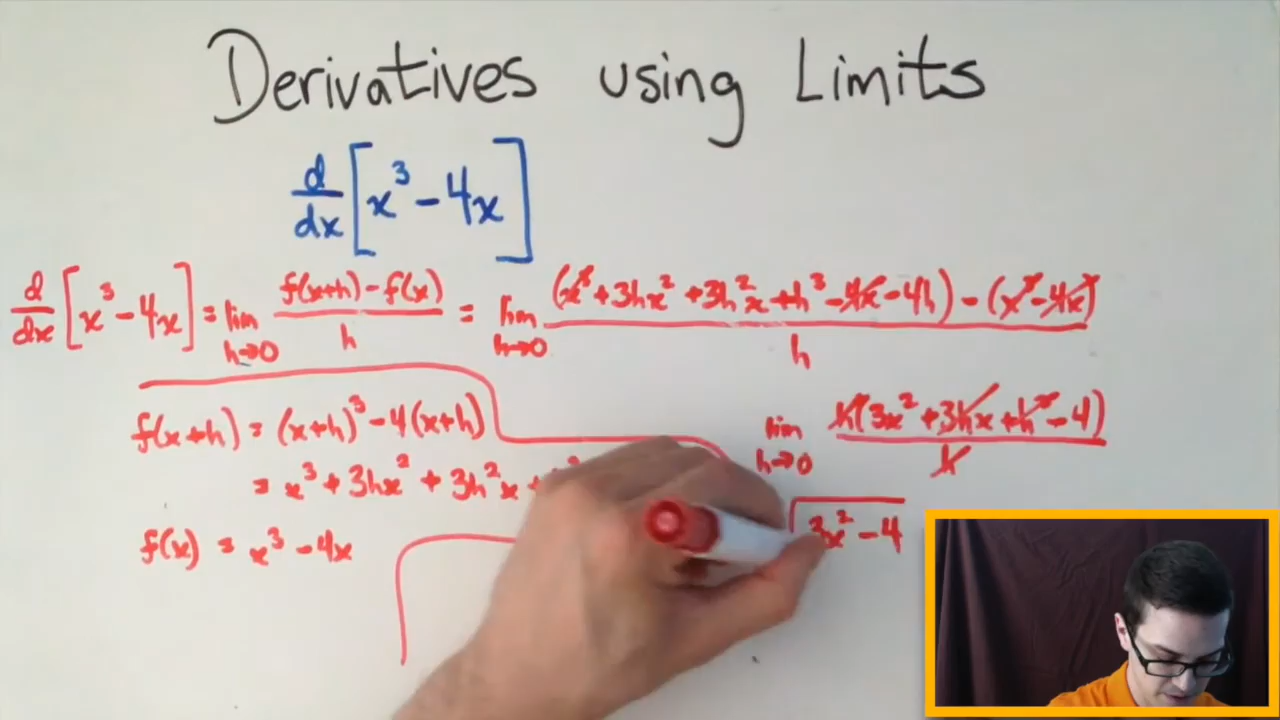 Derivatives using Limits
d/dx [x³ - 4x]
d/dx [x³ - 4x] = lim h→0 f(x+h) - f(x) / h = lim h→0 (x³ + 3hx² + 3h²x + h³ - 4x - 4h) - (x³ - 4x) / h
f(x+h) = (x+h)³ - 4(x+h)
= x³ + 3hx² + 3h²x +
f(x) = x³ - 4x
lim h→0 h(3x² + 3hx + h² - 4) / h
3x² - 4